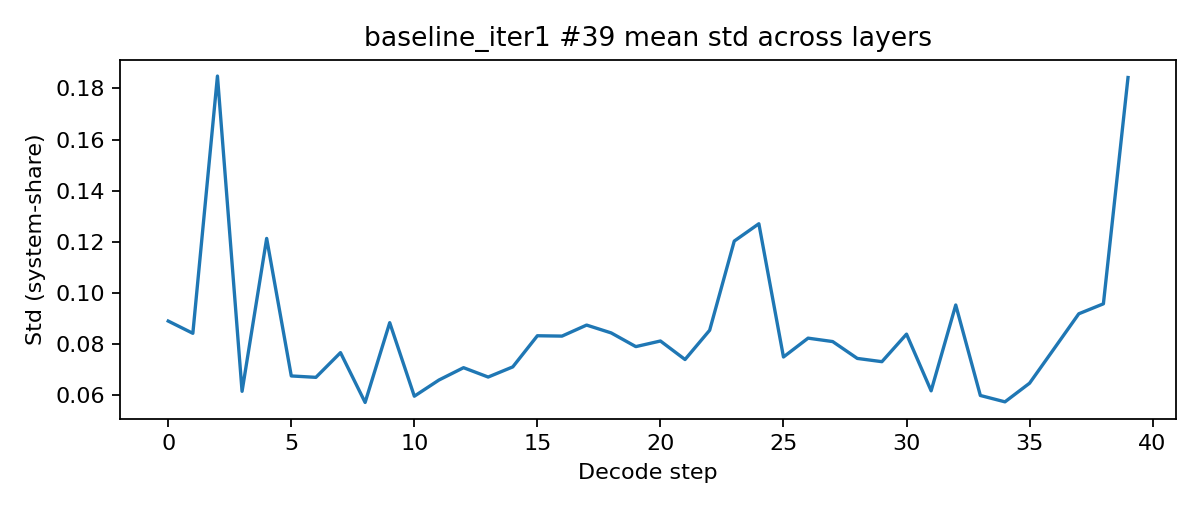 baseline_iter1 #39 mean std across layers
Std (system-share)
0.18
0.16
0.14
0.12
0.10
0.08
0.06
0 5 10 15 20 25 30 35 40
Decode step